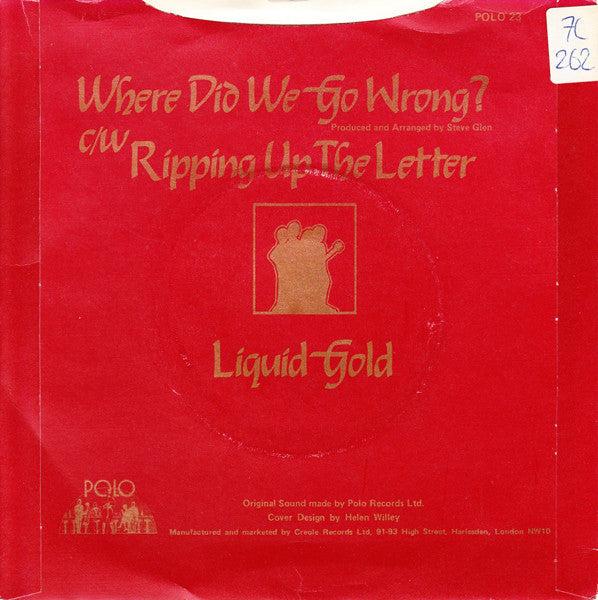 POLO 23
7C
262
Where Did We Go Wrong?
Produced and Arranged by Steve Glen
C/W Ripping Up The Letter
Liquid Gold
POLO
Original Sound made by Polo Records Ltd.
Cover Design by Helen Willey
Manufactured and marketed by Creole Records Ltd, 91-93 High Street, Harlesden, London NW10